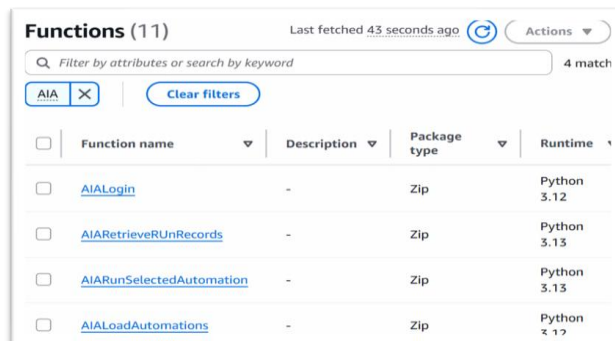 Functions (11)
Last fetched 43 seconds ago
Actions
Filter by attributes or search by keyword
4 match
AIA
Clear filters
Function name
Description
Package type
Runtime
AIALogin
-
Zip
Python 3.12
AIARetrieveRUnRecords
-
Zip
Python 3.13
AIARunSelectedAutomation
-
Zip
Python 3.13
AIALoadAutomations
-
Zip
Python 3.12